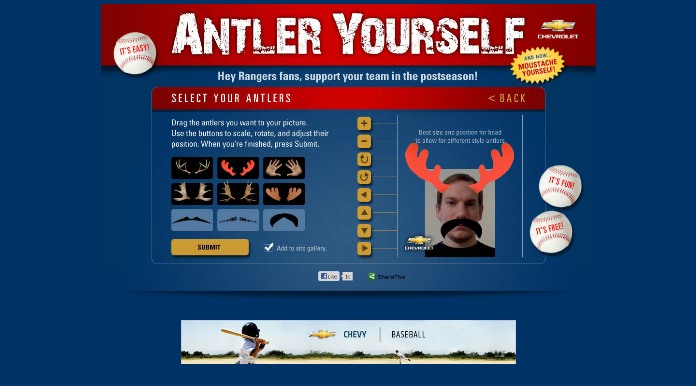 ANTLER YOURSELF
IT'S EASY!
CHEVROLET
AND NOW...
MOUSTACHE
YOURSELF!
Hey Rangers fans, support your team in the postseason!
SELECT YOUR ANTLERS
< BACK
Drag the antlers you want to your picture.
Use the buttons to scale, rotate, and adjust their
position. When you're finished, press Submit.
Best size and position for head
to allow for different style antlers
IT'S FUN!
IT'S FREE!
CHEVROLET
SUBMIT
Add to site gallery.
Like
1k
ShareThis
CHEVY | BASEBALL